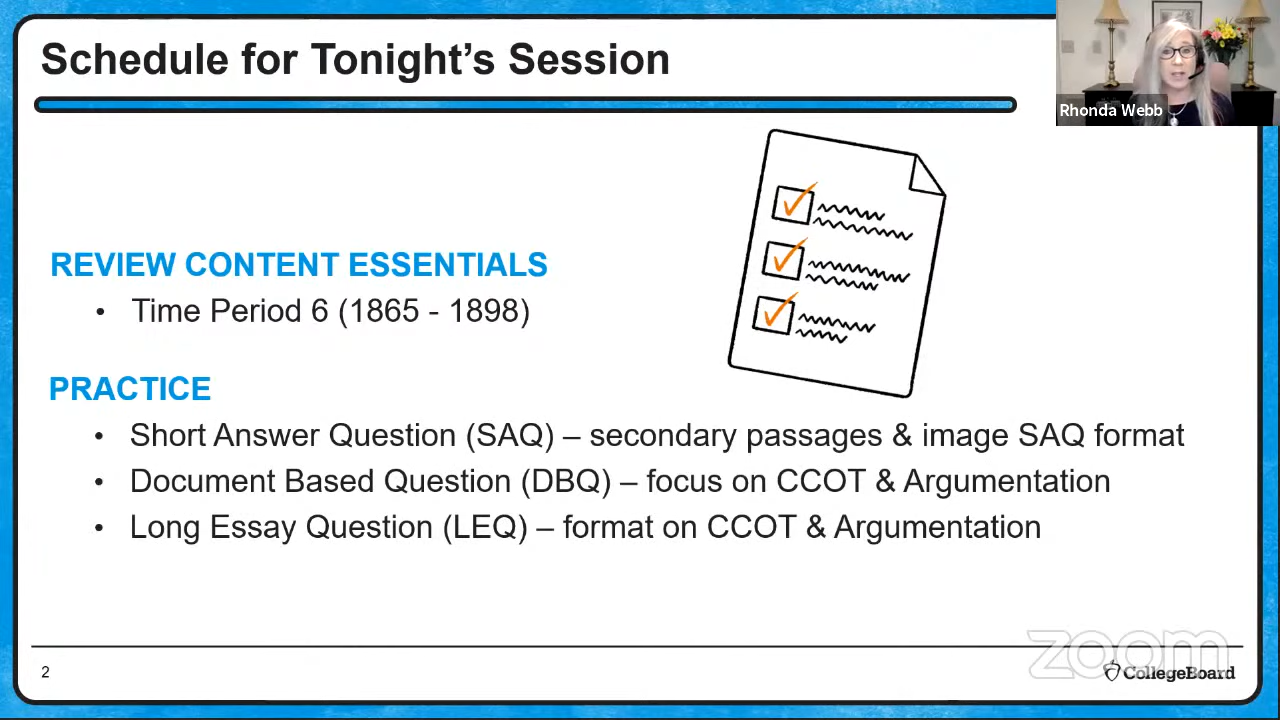 Schedule for Tonight's Session
Rhonda Webb
REVIEW CONTENT ESSENTIALS
• Time Period 6 (1865 - 1898)
PRACTICE
• Short Answer Question (SAQ) – secondary passages & image SAQ format
• Document Based Question (DBQ) – focus on CCOT & Argumentation
• Long Essay Question (LEQ) – format on CCOT & Argumentation
zoom
2
CollegeBoard